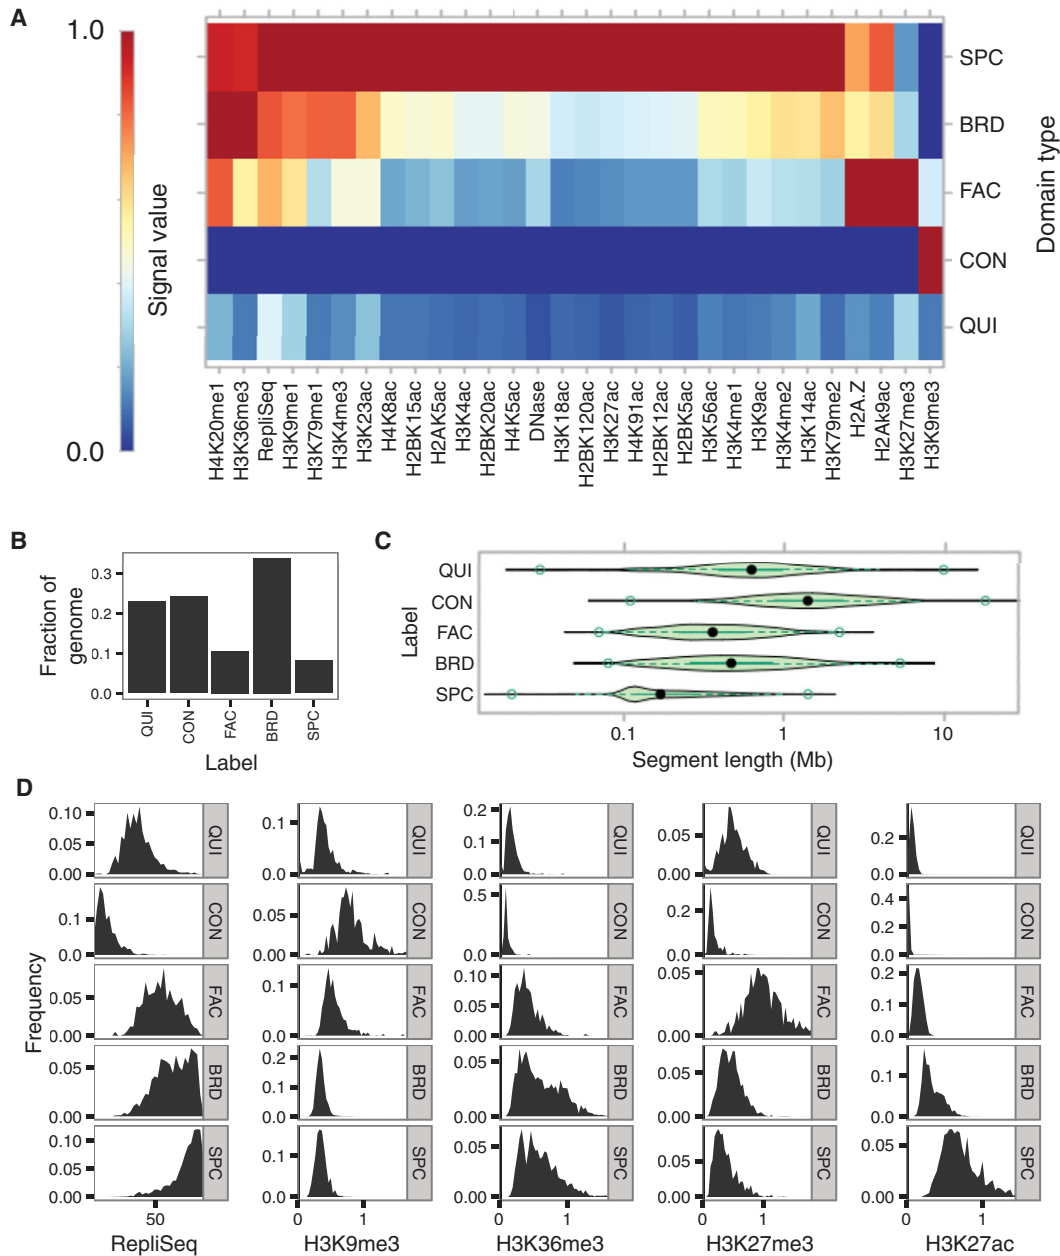 A
1.0
0.0
Signal value
SPC
BRD
FAC
CON
QUI
Domain type
H4K20me1
H3K36me3
RepliSeq
H3K9me1
H3K79me1
H3K4me3
H3K23ac
H4K8ac
H2BK15ac
H2AK5ac
H3K4ac
H2BK20ac
H4K5ac
DNase
H3K18ac
H2BK120ac
H3K27ac
H4K91ac
H2BK12ac
H2BK5ac
H3K56ac
H3K4me1
H3K9ac
H3K4me2
H3K14ac
H3K79me2
H2A.Z
H2Ak9ac
H3K27me3
H3K9me3
B
Fraction of
genome
0.3
0.2
0.1
0.0
QUI
CON
FAC
BRD
SPC
Label
C
Label
QUI
CON
FAC
BRD
SPC
0.1
1
10
Segment length (Mb)
D
Frequency
0.10
0.05
0.00
QUI
0.1
0.0
QUI
0.2
0.1
0.0
QUI
0.05
0.00
QUI
0.2
0.0
QUI
0.1
0.0
CON
0.05
0.00
CON
0.5
0.0
CON
0.2
0.0
CON
0.4
0.2
0.0
CON
0.05
0.00
FAC
0.1
0.0
FAC
0.10
0.05
0.00
FAC
0.05
0.00
FAC
0.2
0.1
0.0
FAC
0.05
0.00
BRD
0.2
0.1
0.0
BRD
0.05
0.00
BRD
0.05
0.00
BRD
0.1
0.0
BRD
0.10
0.05
0.00
SPC
0.1
0.0
SPC
0.05
0.00
SPC
0.05
0.00
SPC
0.05
0.00
SPC
50
0 1
0 1
0 1
0 1
RepliSeq
H3K9me3
H3K36me3
H3K27me3
H3K27ac